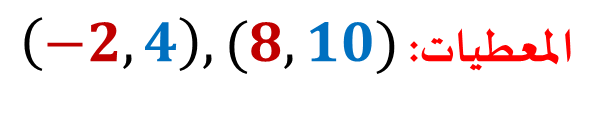 المعطيات: (−2, 4), (8, 10)